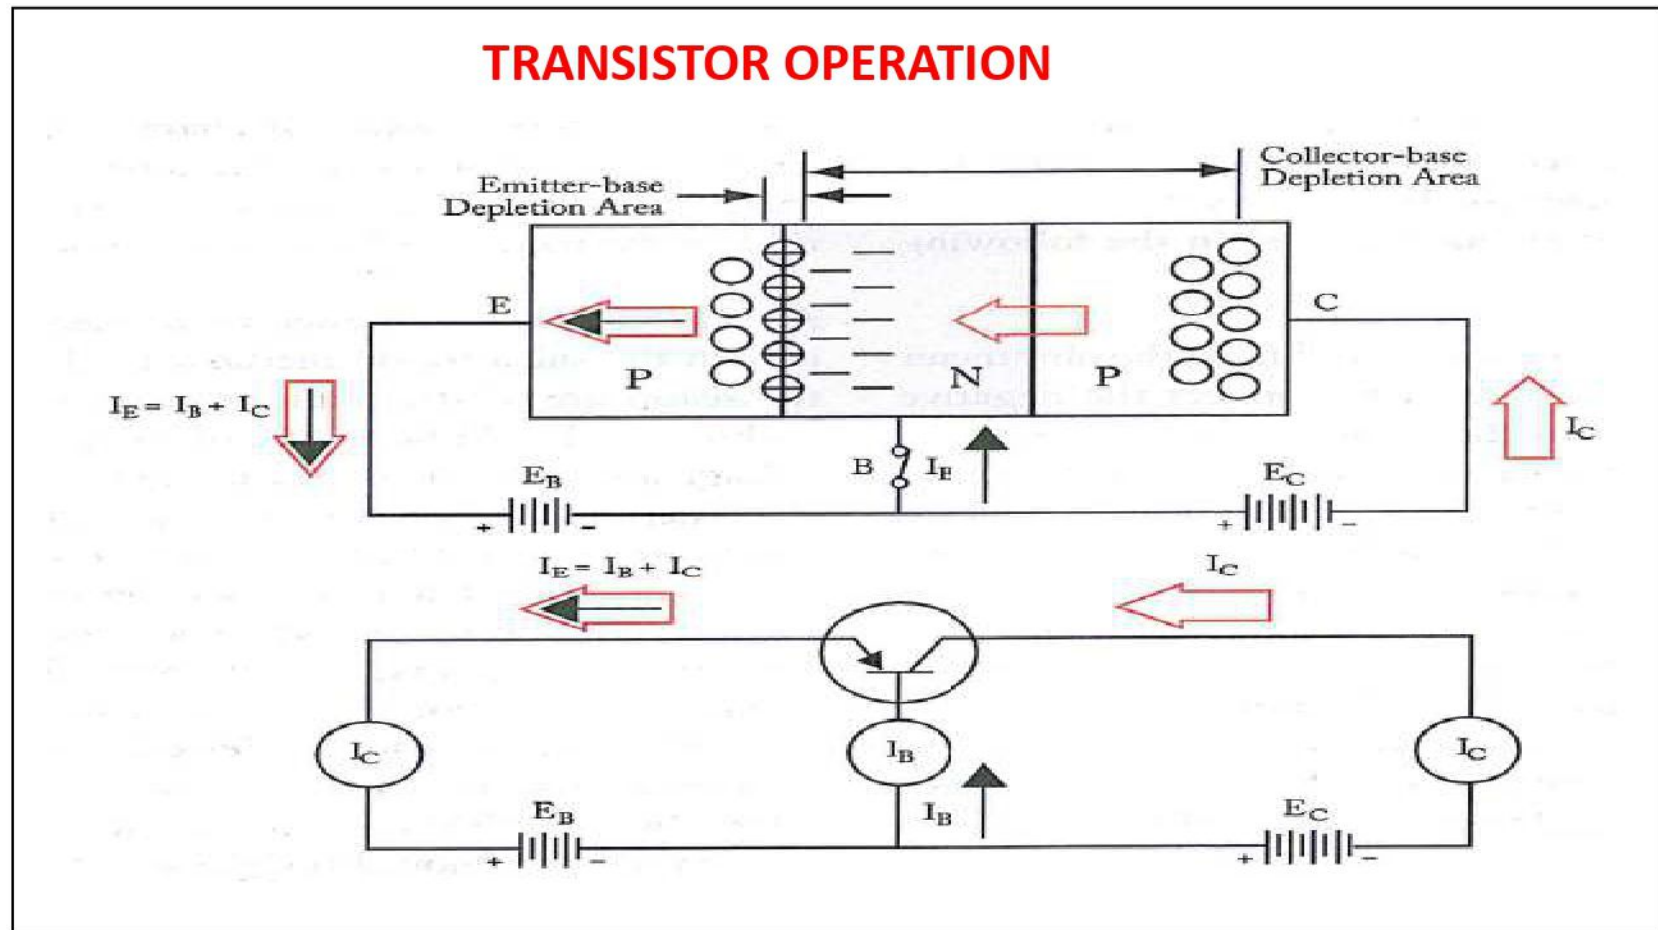 TRANSISTOR OPERATION
Collector-base
Depletion Area
Emitter-base
Depletion Area
E
C
P
N
P
IE = IB + IC
IC
B
IE
EB
+
-
EC
+
-
IE = IB + IC
IC
IC
IB
IC
IB
EB
+
-
EC
+
-